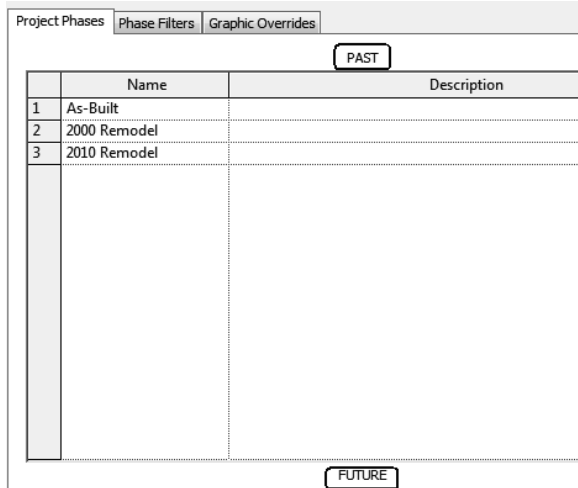 Project Phases Phase Filters Graphic Overrides
PAST
Name Description
1 As-Built
2 2000 Remodel
3 2010 Remodel
FUTURE